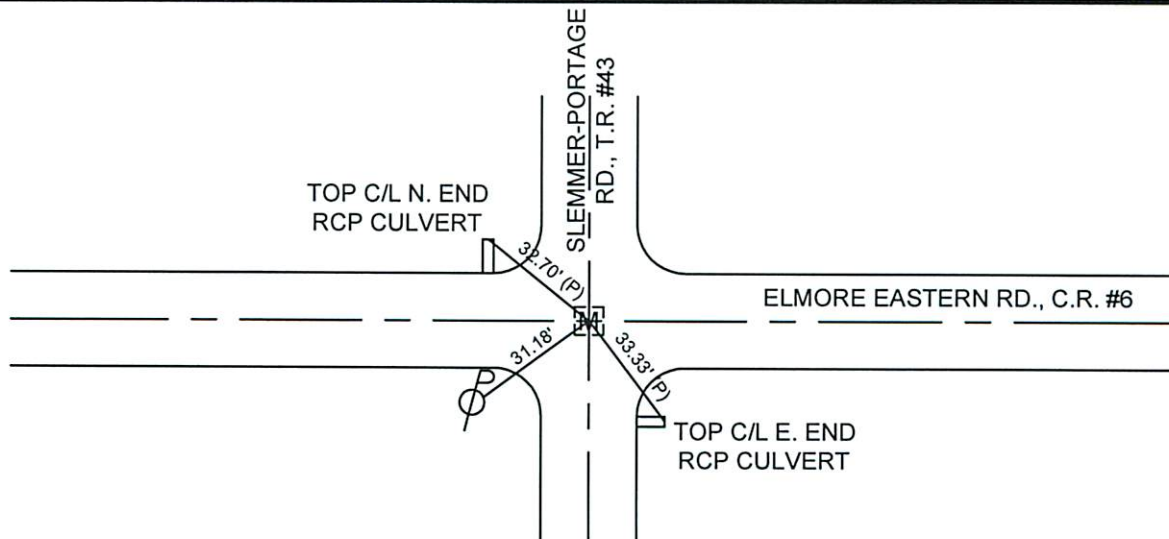 SLEMMER-PORTAGE
RD., T.R. #43
TOP C/L N. END
RCP CULVERT
32.70' (P)
ELMORE EASTERN RD., C.R. #6
31.18'
33.33' (P)
P
TOP C/L E. END
RCP CULVERT